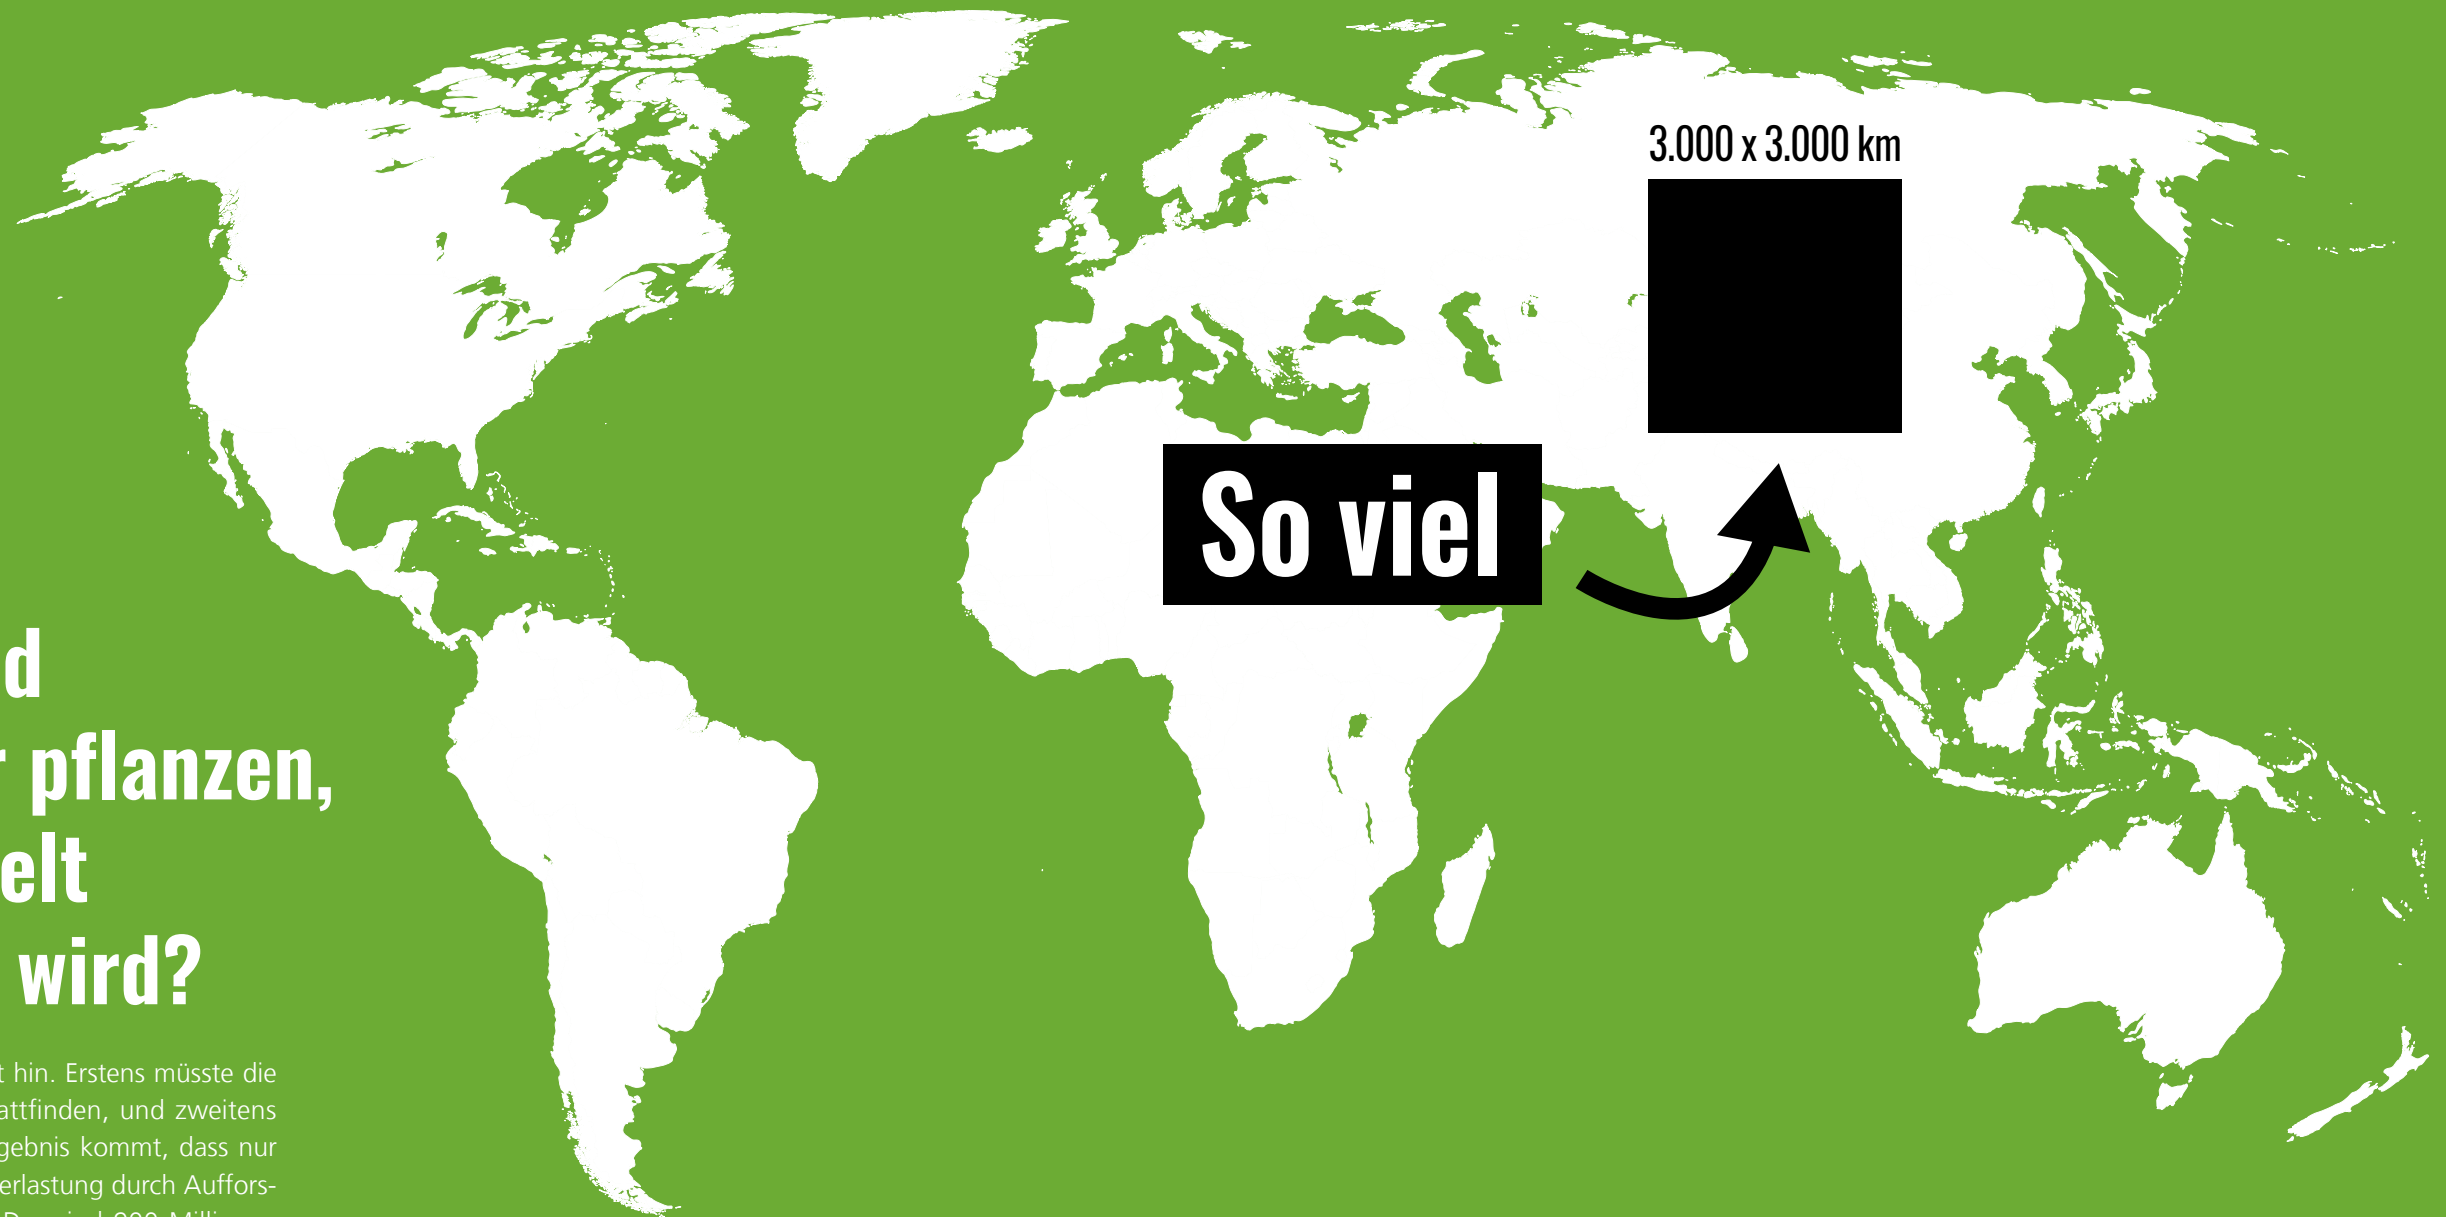 3.000 x 3.000 km
So viel
d
r pflanzen,
elt
wird?
t hin. Erstens müsste die
attfinden, und zweitens
gebnis kommt, dass nur
erlastung durch Auffors-